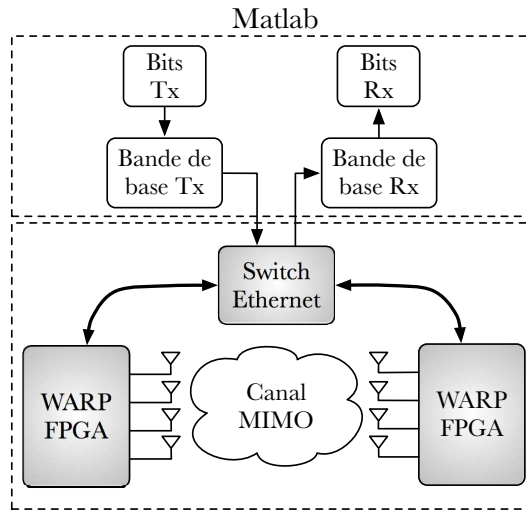 Matlab
Bits
Tx
Bits
Rx
Bande de
base Tx
Bande de
base Rx
Switch
Ethernet
WARP
FPGA
Canal
MIMO
WARP
FPGA